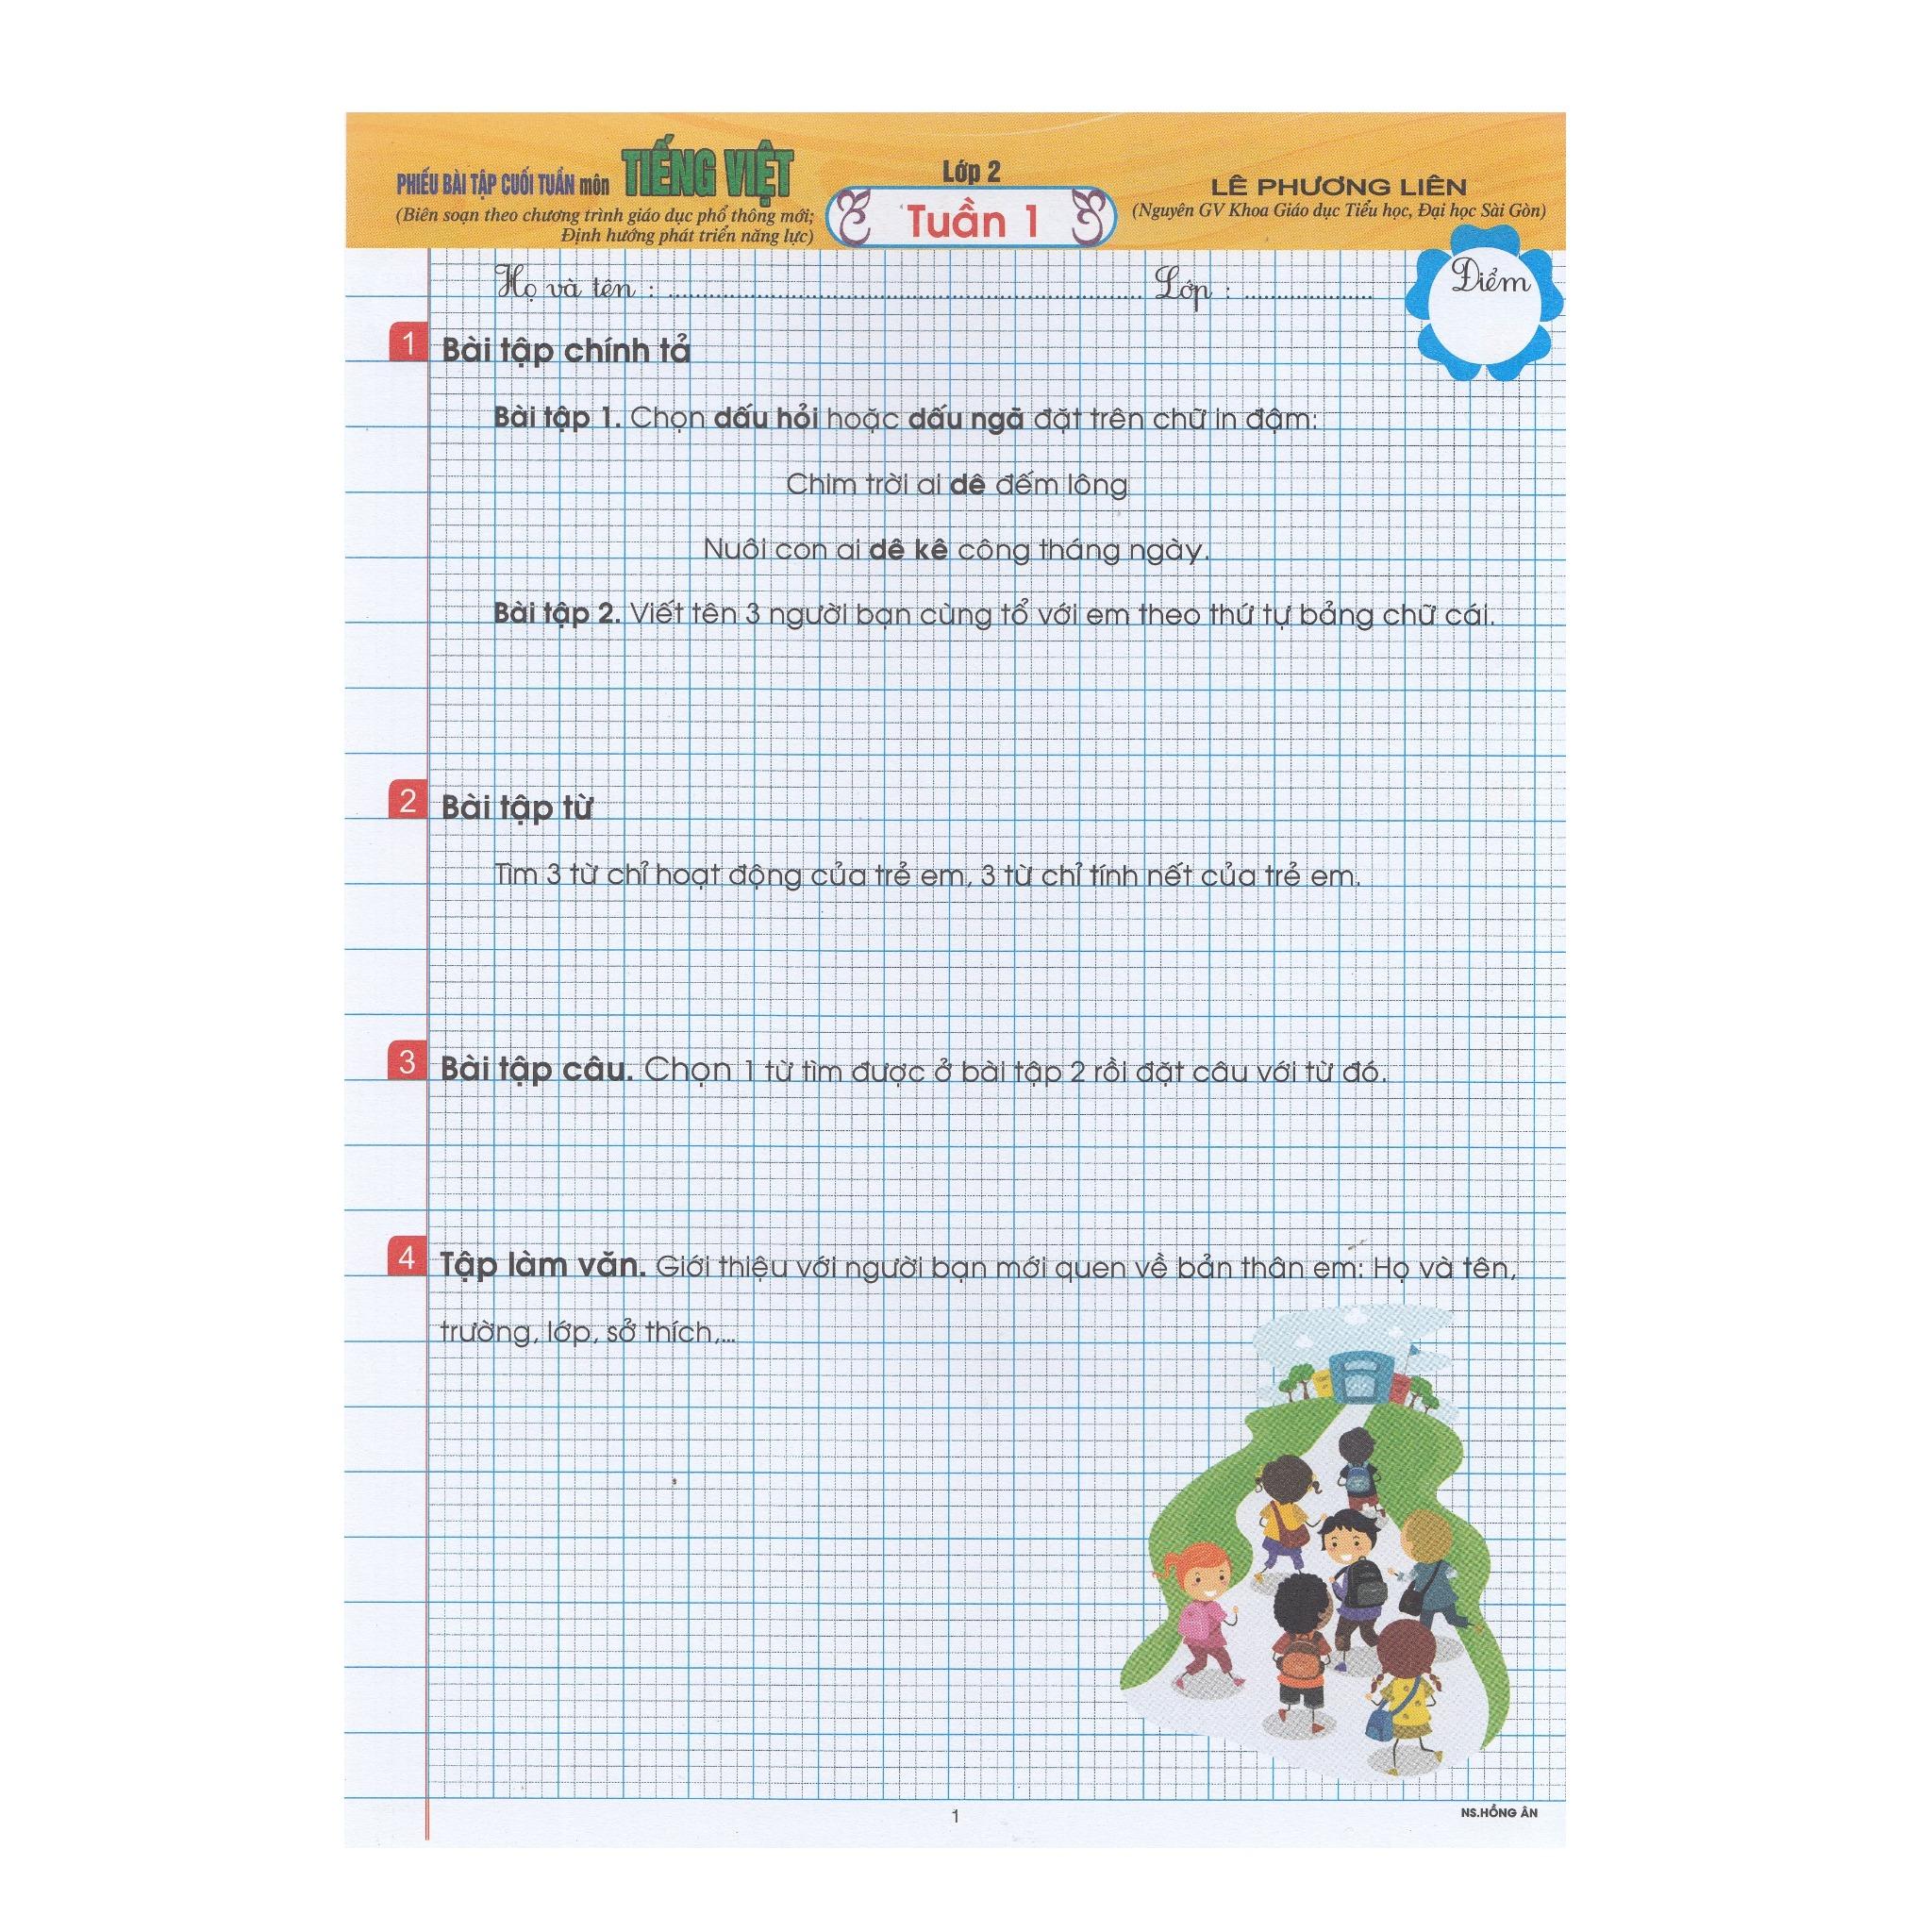 PHIẾU BÀI TẬP CUỐI TUẦN môn TIẾNG VIỆT
(Biên soạn theo chương trình giáo dục phổ thông mới;
Định hướng phát triển năng lực)
Lớp 2
Tuần 1
LÊ PHƯƠNG LIÊN
(Nguyên GV Khoa Giáo dục Tiểu học, Đại học Sài Gòn)
Họ và tên : ........................................ Lớp : ....................
Điểm
1 Bài tập chính tả
Bài tập 1. Chọn dấu hỏi hoặc dấu ngã đặt trên chữ in đậm:
Chim trời ai dê đếm lông
Nuôi con ai dê kê công tháng ngày.
Bài tập 2. Viết tên 3 người bạn cùng tổ với em theo thứ tự bảng chữ cái.
2 Bài tập từ
Tìm 3 từ chỉ hoạt động của trẻ em, 3 từ chỉ tính nết của trẻ em.
3 Bài tập câu. Chọn 1 từ tìm được ở bài tập 2 rồi đặt câu với từ đó.
4 Tập làm văn. Giới thiệu với người bạn mới quen về bản thân em: Họ và tên,
trường, lớp, sở thích,...
1
NS.HỒNG ÂN